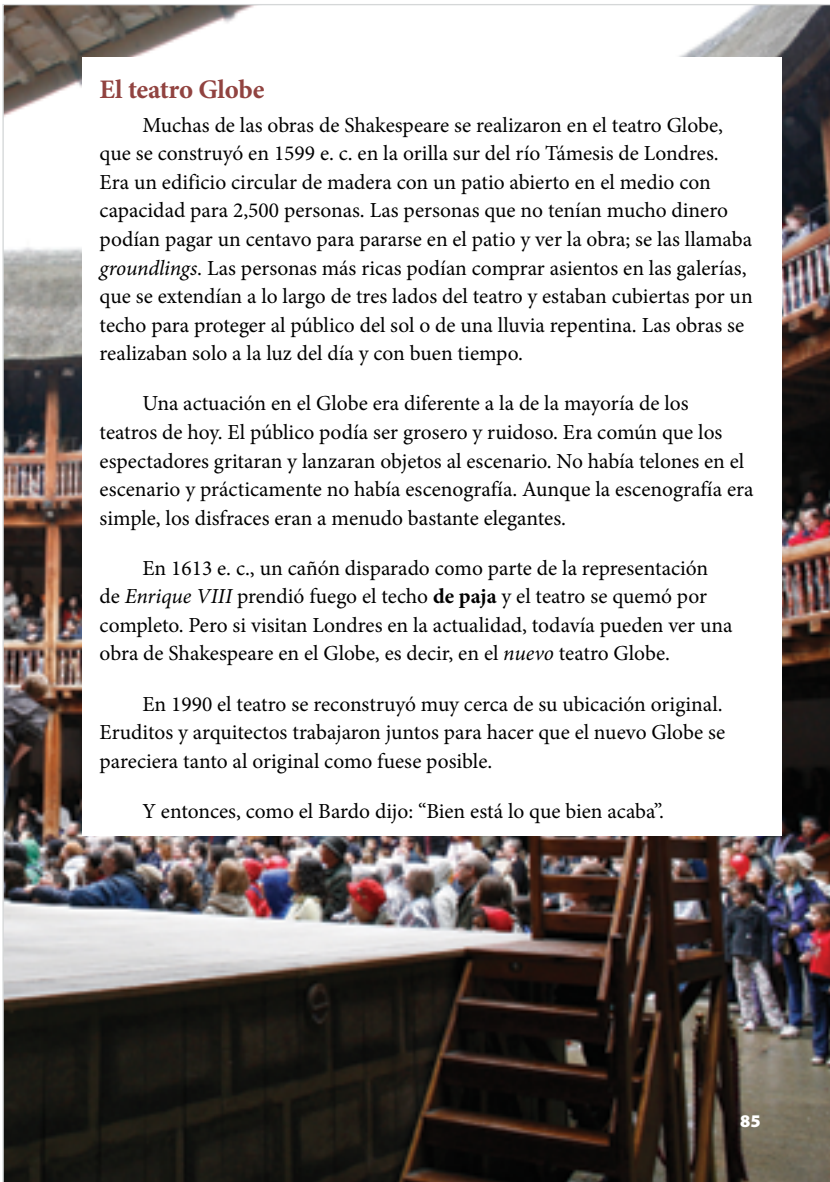 El teatro Globe
Muchas de las obras de Shakespeare se realizaron en el teatro Globe,
que se construyó en 1599 e. c. en la orilla sur del río Támesis de Londres.
Era un edificio circular de madera con un patio abierto en el medio con
capacidad para 2,500 personas. Las personas que no tenían mucho dinero
podían pagar un centavo para pararse en el patio y ver la obra; se las llamaba
groundlings. Las personas más ricas podían comprar asientos en las galerías,
que se extendían a lo largo de tres lados del teatro y estaban cubiertas por un
techo para proteger al público del sol o de una lluvia repentina. Las obras se
realizaban solo a la luz del día y con buen tiempo.
Una actuación en el Globe era diferente a la de la mayoría de los
teatros de hoy. El público podía ser grosero y ruidoso. Era común que los
espectadores gritaran y lanzaran objetos al escenario. No había telones en el
escenario y prácticamente no había escenografía. Aunque la escenografía era
simple, los disfraces eran a menudo bastante elegantes.
En 1613 e. c., un cañón disparado como parte de la representación
de Enrique VIII prendió fuego el techo de paja y el teatro se quemó por
completo. Pero si visitan Londres en la actualidad, todavía pueden ver una
obra de Shakespeare en el Globe, es decir, en el nuevo teatro Globe.
En 1990 el teatro se reconstruyó muy cerca de su ubicación original.
Eruditos y arquitectos trabajaron juntos para hacer que el nuevo Globe se
pareciera tanto al original como fuese posible.
Y entonces, como el Bardo dijo: “Bien está lo que bien acaba”.
85